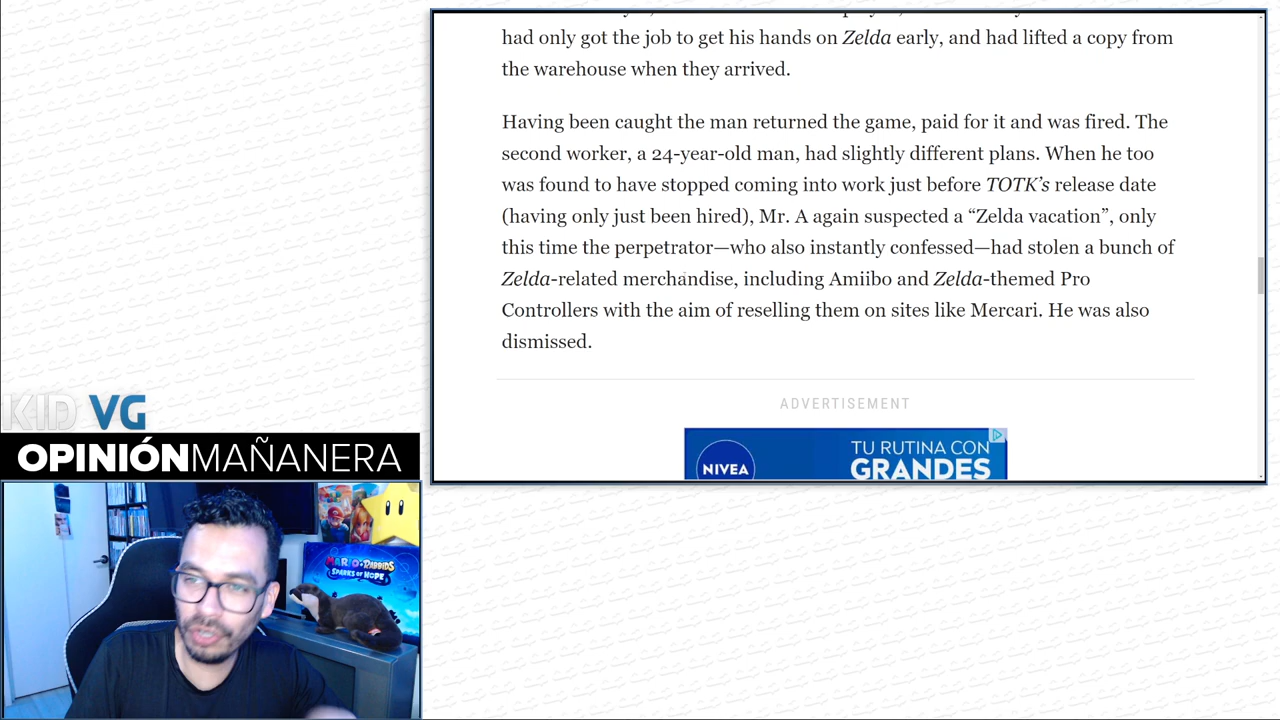 had only got the job to get his hands on Zelda early, and had lifted a copy from
the warehouse when they arrived.
Having been caught the man returned the game, paid for it and was fired. The
second worker, a 24-year-old man, had slightly different plans. When he too
was found to have stopped coming into work just before TOTK’s release date
(having only just been hired), Mr. A again suspected a “Zelda vacation”, only
this time the perpetrator—who also instantly confessed—had stolen a bunch of
Zelda-related merchandise, including Amiibo and Zelda-themed Pro
Controllers with the aim of reselling them on sites like Mercari. He was also
dismissed.
ADVERTISEMENT
NIVEA
TU RUTINA CON
GRANDES
KID VG
OPINIÓNMAÑANERA
MARIO+RABBIDS
SPARKS OF HOPE